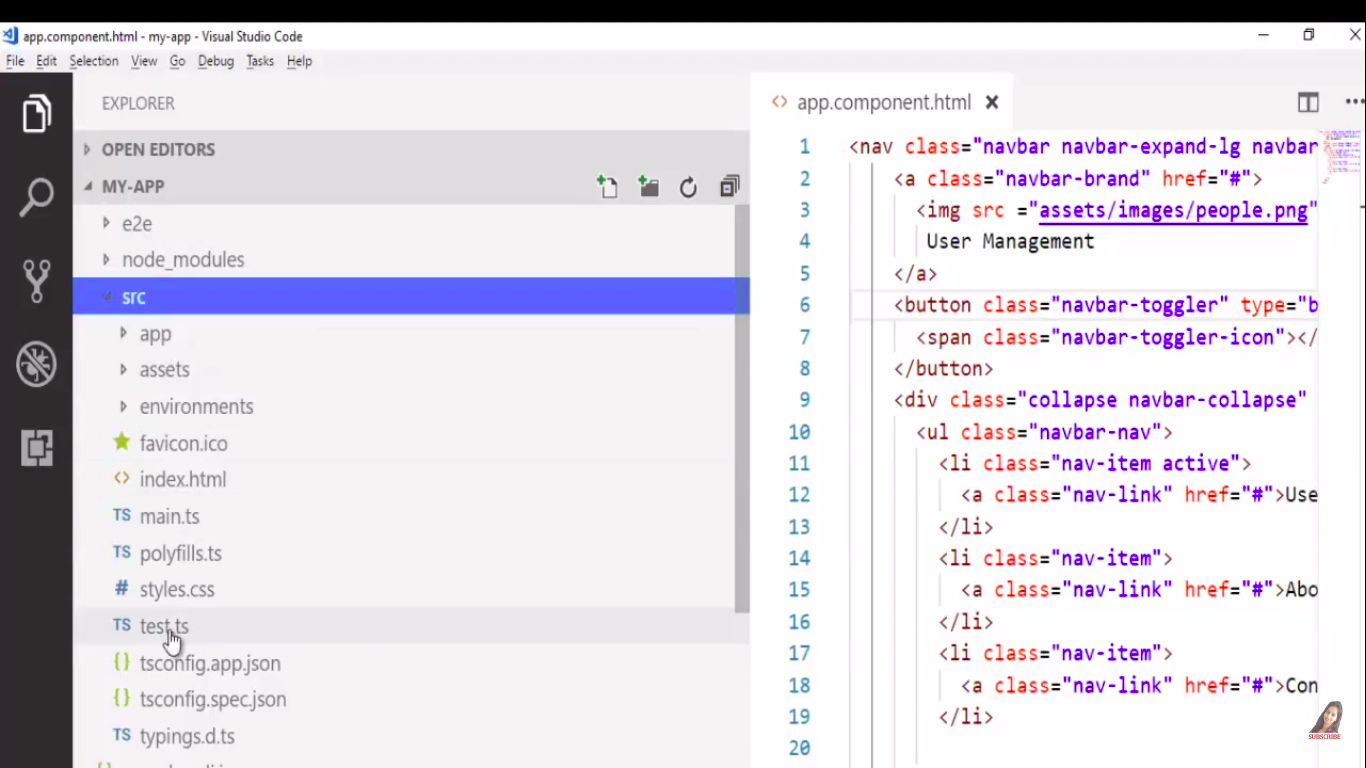 app.component.html - my-app - Visual Studio Code
File Edit Selection View Go Debug Tasks Help
EXPLORER
OPEN EDITORS
MY-APP
e2e
node_modules
src
app
assets
environments
favicon.ico
index.html
TS main.ts
TS polyfills.ts
# styles.css
TS test.ts
{} tsconfig.app.json
{} tsconfig.spec.json
TS typings.d.ts
<> app.component.html
1 <nav class="navbar navbar-expand-lg navbar
2 <a class="navbar-brand" href="#">
3 <img src ="assets/images/people.png"
4 User Management
5 </a>
6 <button class="navbar-toggler" type="b
7 <span class="navbar-toggler-icon"></
8 </button>
9 <div class="collapse navbar-collapse"
10 <ul class="navbar-nav">
11 <li class="nav-item active">
12 <a class="nav-link" href="#">Use
13 </li>
14 <li class="nav-item">
15 <a class="nav-link" href="#">Abo
16 </li>
17 <li class="nav-item">
18 <a class="nav-link" href="#">Con
19 </li>
20
SUBSCRIBE